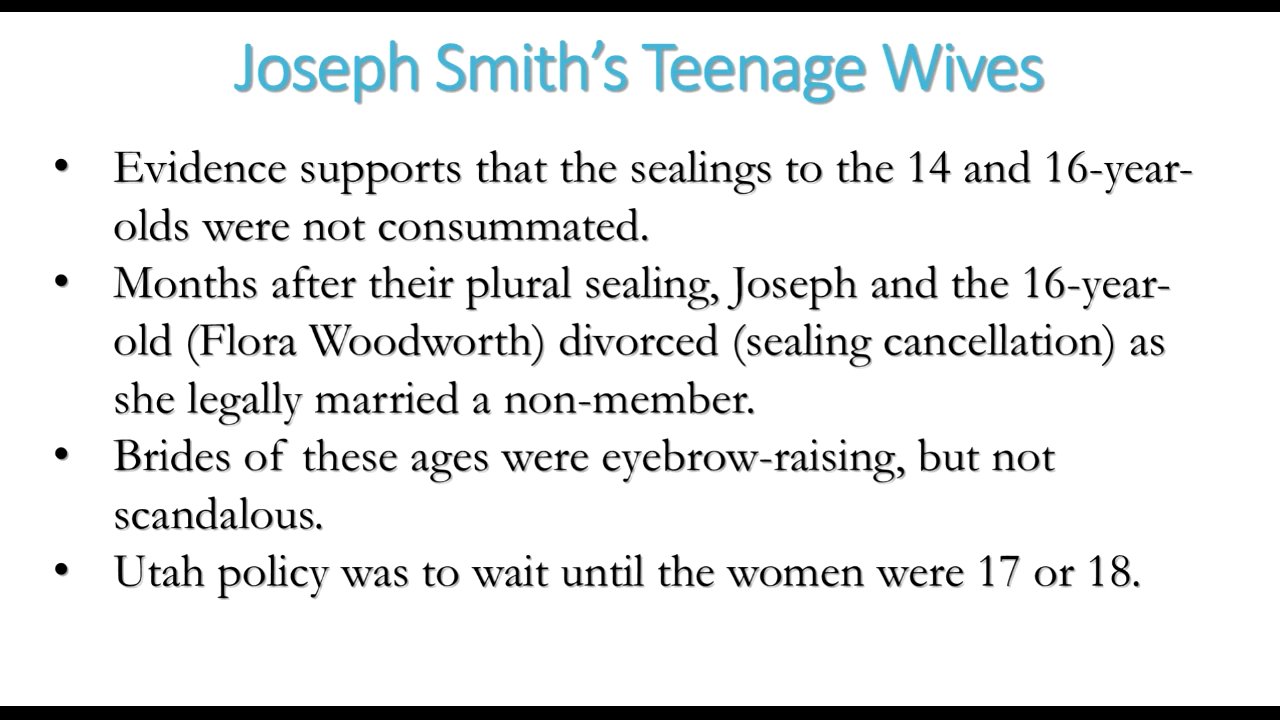 Joseph Smith’s Teenage Wives
• Evidence supports that the sealings to the 14 and 16-year-
olds were not consummated.
• Months after their plural sealing, Joseph and the 16-year-
old (Flora Woodworth) divorced (sealing cancellation) as
she legally married a non-member.
• Brides of these ages were eyebrow-raising, but not
scandalous.
• Utah policy was to wait until the women were 17 or 18.